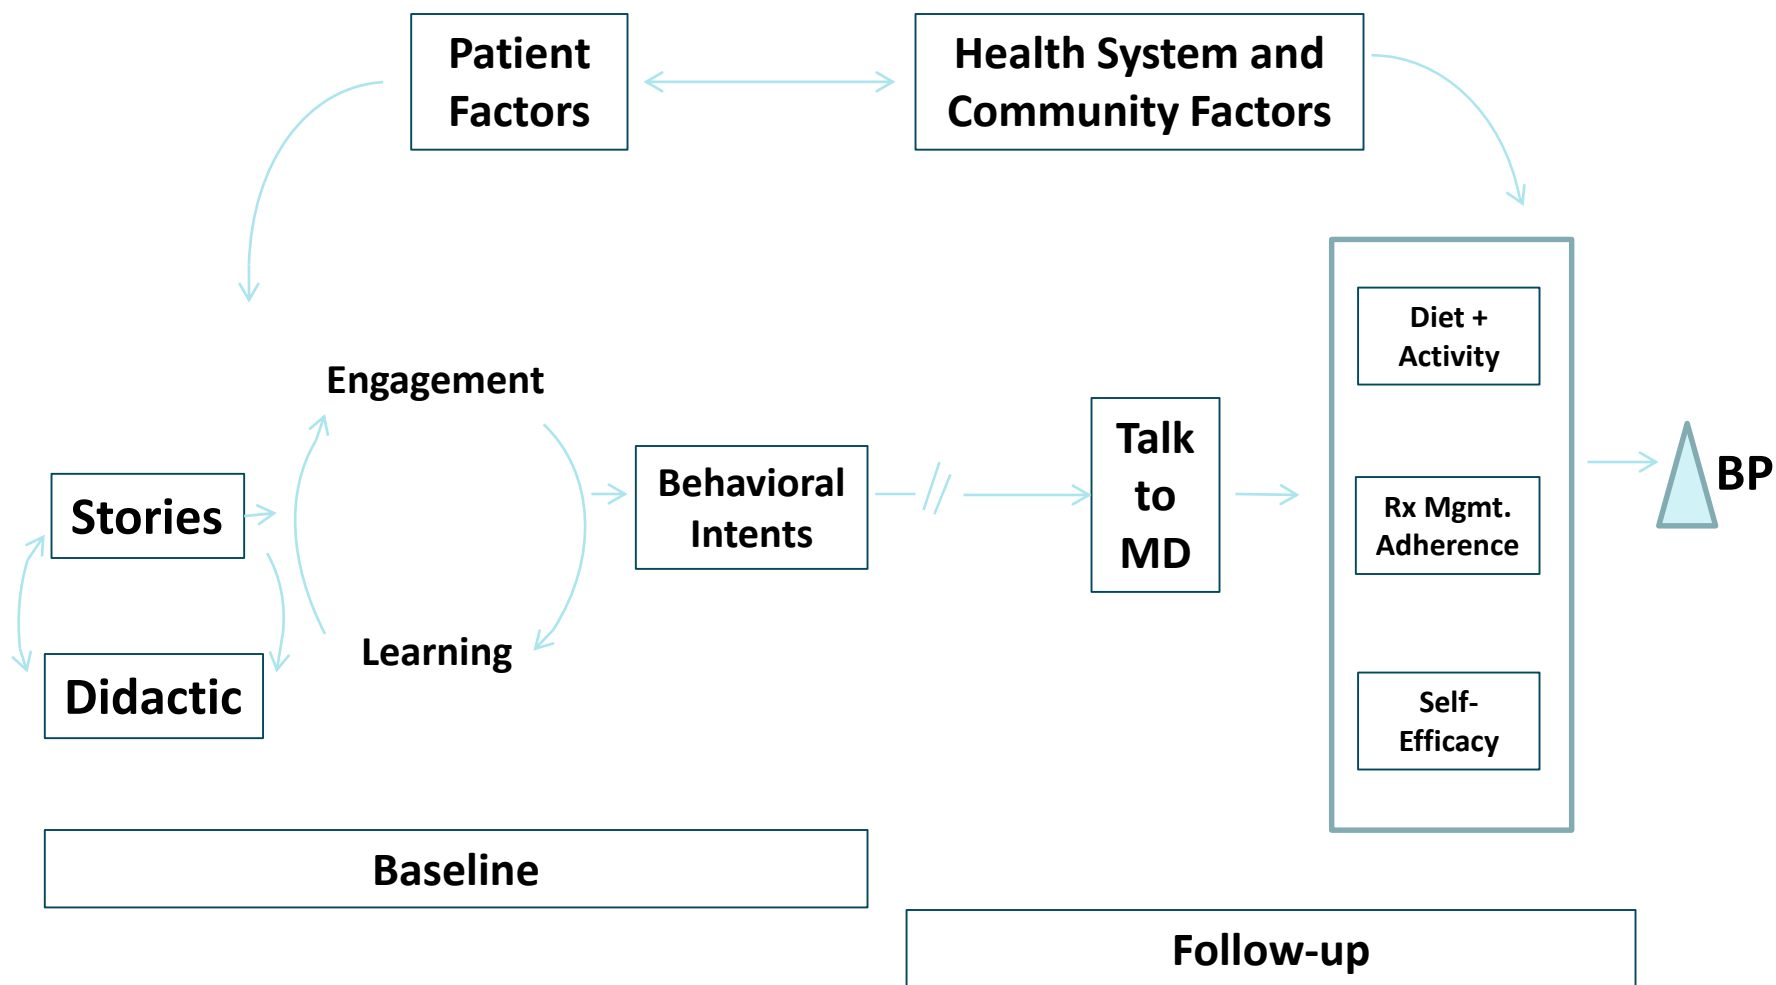 Patient
Factors
Health System and
Community Factors
Engagement
Learning
Stories
Didactic
Behavioral
Intents
Talk
to
MD
Diet +
Activity
Rx Mgmt.
Adherence
Self-
Efficacy
BP
Baseline
Follow-up